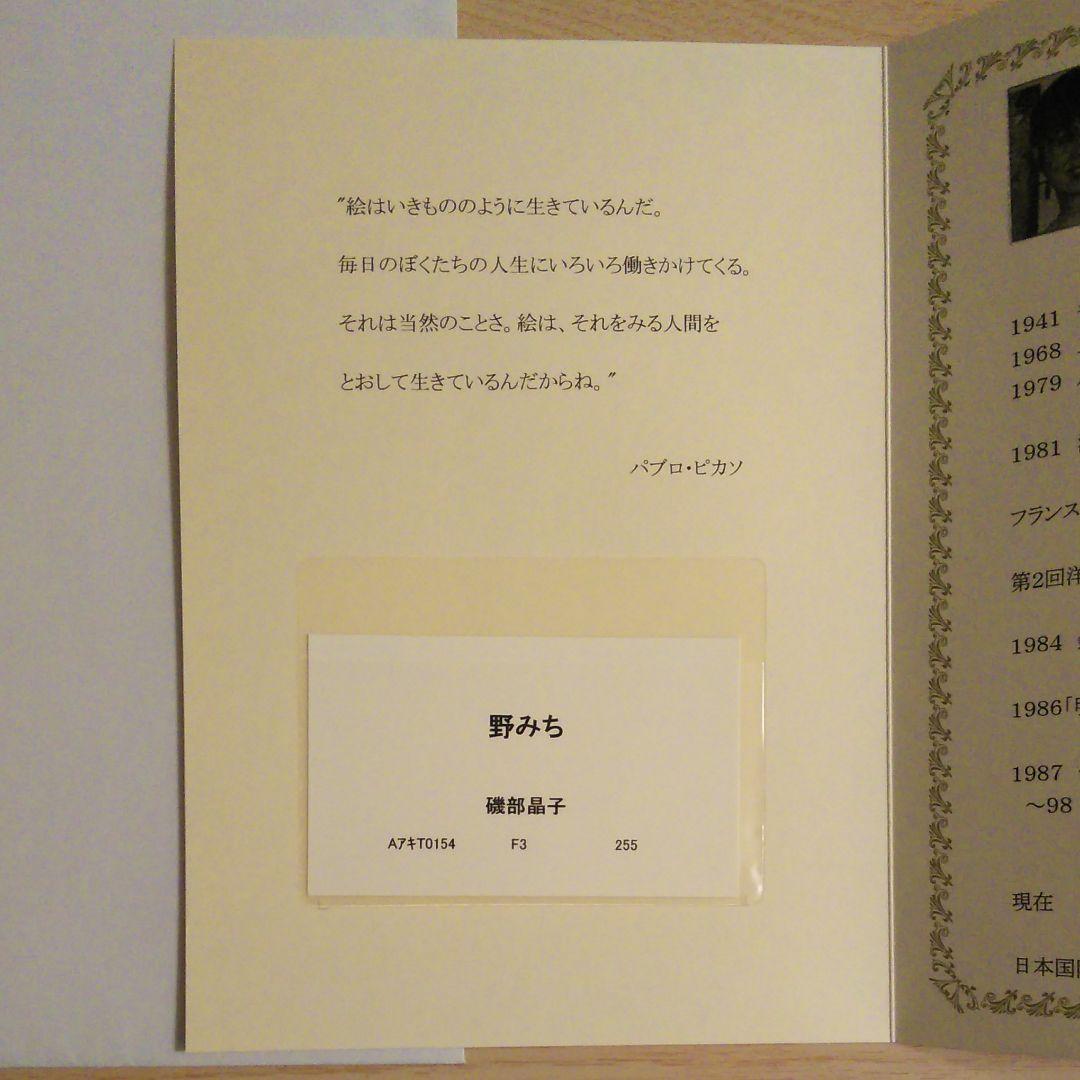 "絵はいきもののように生きているんだ。
毎日のぼくたちの人生にいろいろ働きかけてくる。
それは当然のことさ。絵は、それをみる人間を
とおして生きているんだからね。"
パブロ・ピカソ
野みち
磯部晶子
AｱｷT0154 F3 255
1941
1968
1979
1981
フランス
第2回洋
1984
1986「
1987
～98
現在
日本国